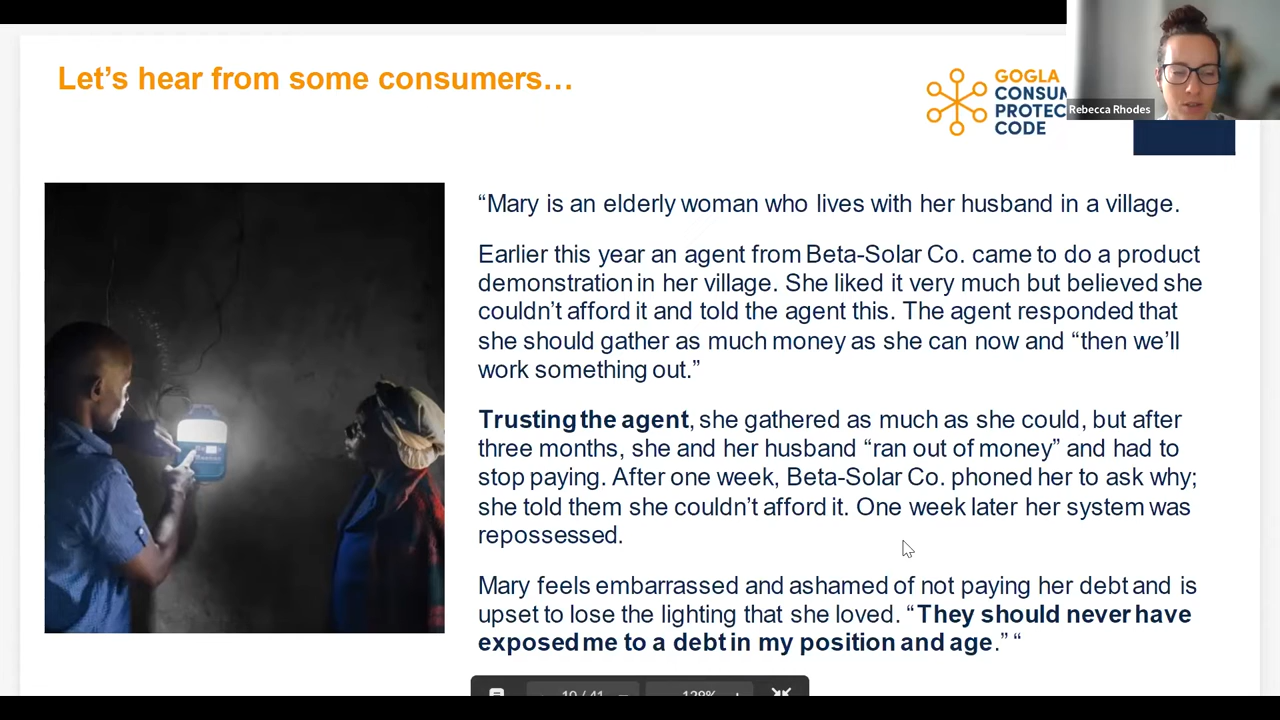 Let's hear from some consumers…
GOGLA
CONSUM
PROTEC
CODE
Rebecca Rhodes
“Mary is an elderly woman who lives with her husband in a village.
Earlier this year an agent from Beta-Solar Co. came to do a product
demonstration in her village. She liked it very much but believed she
couldn’t afford it and told the agent this. The agent responded that
she should gather as much money as she can now and “then we’ll
work something out.”
Trusting the agent, she gathered as much as she could, but after
three months, she and her husband “ran out of money” and had to
stop paying. After one week, Beta-Solar Co. phoned her to ask why;
she told them she couldn’t afford it. One week later her system was
repossessed.
Mary feels embarrassed and ashamed of not paying her debt and is
upset to lose the lighting that she loved. “They should never have
exposed me to a debt in my position and age.” “
19 / 41
138%